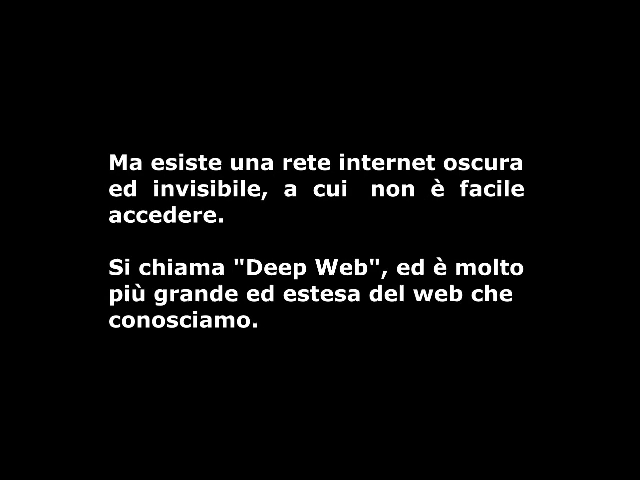 Ma esiste una rete internet oscura
ed invisibile, a cui non è facile
accedere.
Si chiama "Deep Web", ed è molto
più grande ed estesa del web che
conosciamo.